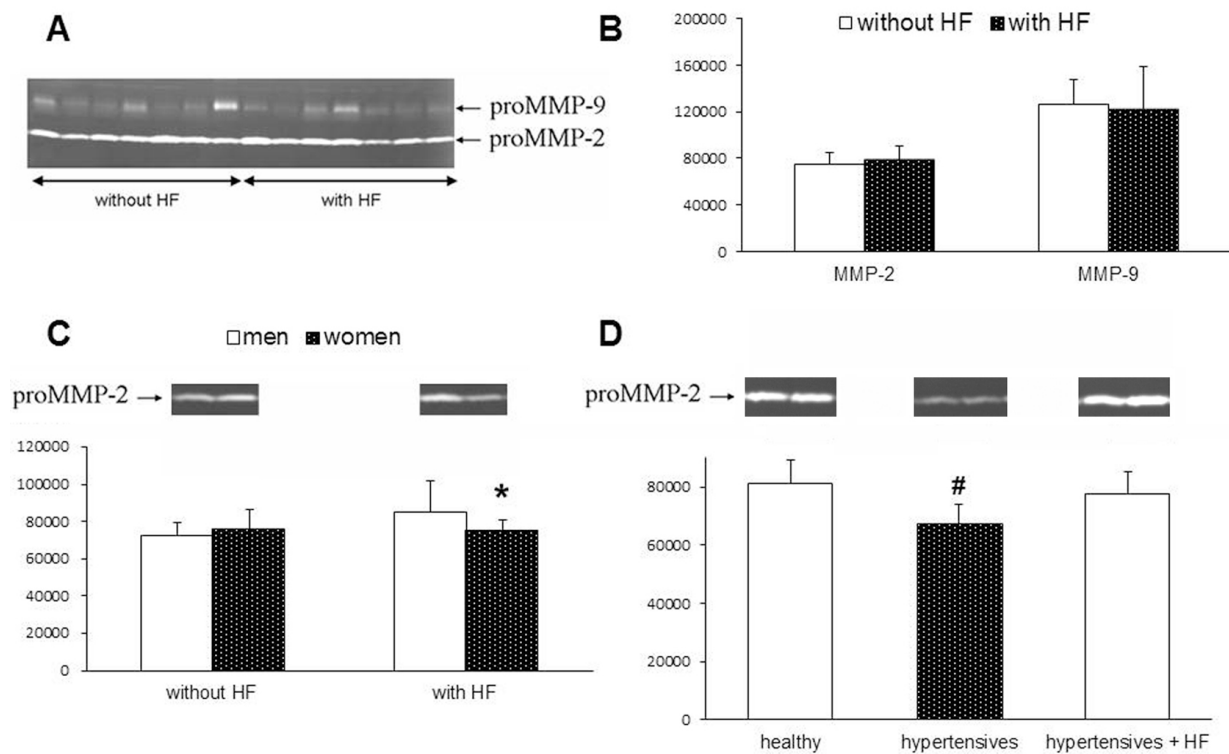 A
proMMP-9
proMMP-2
without HF
with HF
B
without HF with HF
200000
160000
120000
80000
40000
0
MMP-2 MMP-9
C
men women
proMMP-2
120000
100000
80000
60000
40000
20000
0
*
without HF with HF
D
proMMP-2
80000
60000
40000
20000
0
#
healthy hypertensives hypertensives + HF